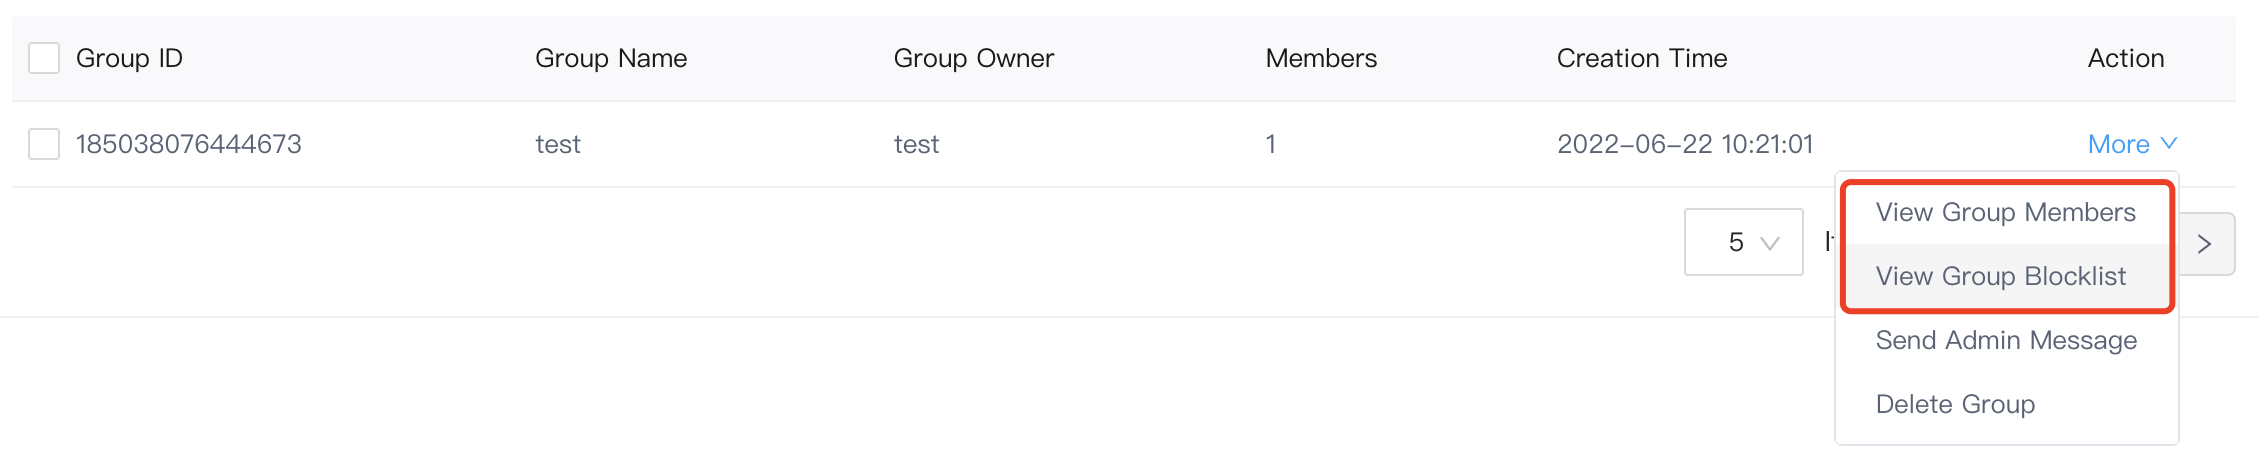 Group ID Group Name Group Owner Members Creation Time Action
185038076444673 test test 1 2022-06-22 10:21:01 More
View Group Members
5
View Group Blocklist
Send Admin Message
Delete Group